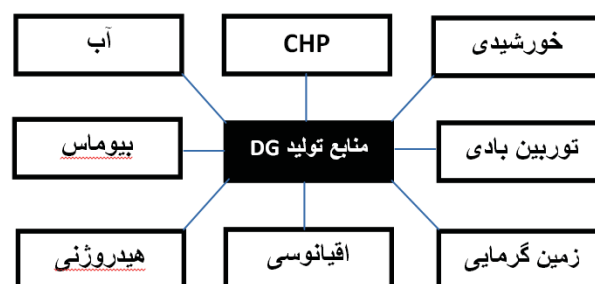 خورشیدی
CHP
آب
توربین بادی
منابع تولید DG
بیوماس
زمین گرمایی
اقیانوسی
هیدروژنی